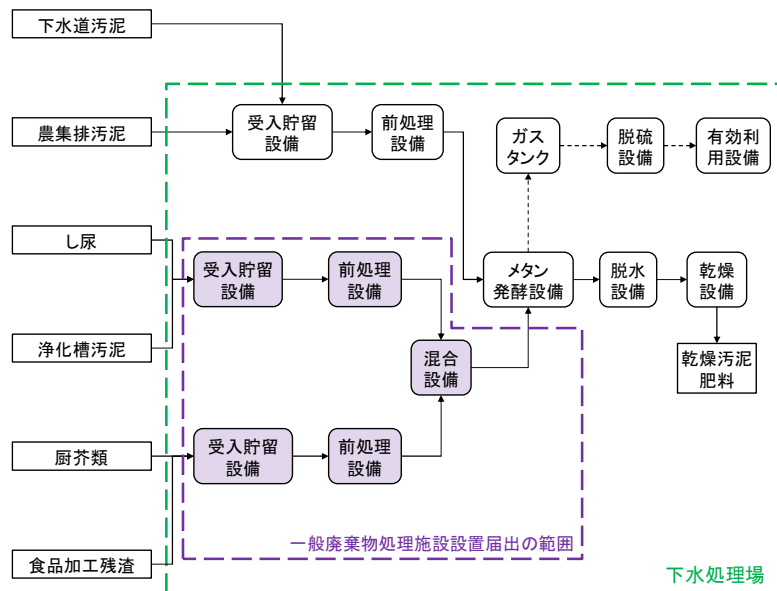 下水道汚泥
農集排汚泥
受入貯留
設備
前処理
設備
ガス
タンク
脱硫
設備
有効利
用設備
し尿
浄化槽汚泥
受入貯留
設備
前処理
設備
メタン
発酵設備
脱水
設備
乾燥
設備
混合
設備
乾燥汚泥
肥料
厨芥類
食品加工残渣
受入貯留
設備
前処理
設備
一般廃棄物処理施設設置届出の範囲
下水処理場